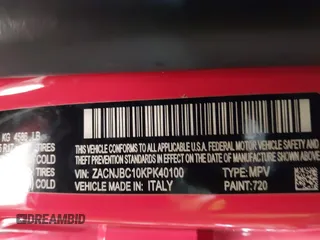 KG 4586 LB
TIRES
TIRES
THIS VEHICLE CONFORMS TO ALL APPLICABLE U.S.A. FEDERAL MOTOR
VEHICLE SAFETY, BUMPER, AND THEFT PREVENTION STANDARDS IN
EFFECT ON THE DATE OF MANUFACTURE SHOWN ABOVE.
VIN: ZACNJBC10KPK40100 TYPE: MPV
VEHICLE MADE IN: ITALY PAINT: 720
DREAMBID